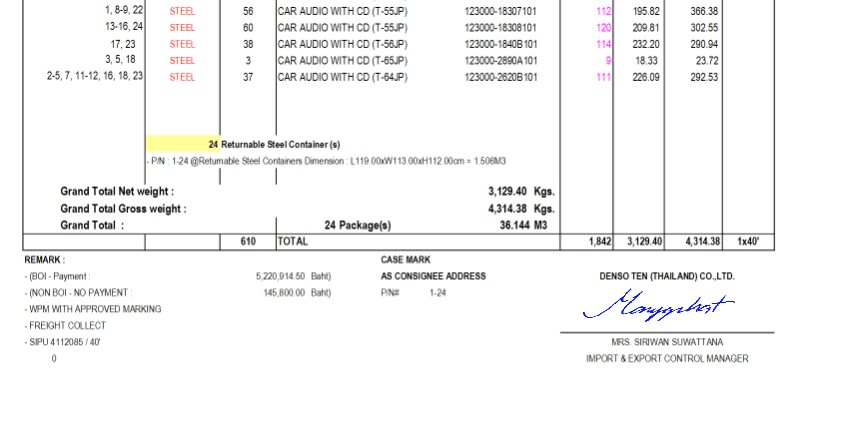 1, 8-9, 22 STEEL 56 CAR AUDIO WITH CD (T-55JP) 123000-18307101 112 195.82 366.38
13-16, 24 STEEL 60 CAR AUDIO WITH CD (T-55JP) 123000-18308101 120 209.81 302.55
17, 23 STEEL 38 CAR AUDIO WITH CD (T-56JP) 123000-1840B101 114 232.20 290.94
3, 5, 18 STEEL 3 CAR AUDIO WITH CD (T-65JP) 123000-2890A101 9 18.33 23.72
2-5, 7, 11-12, 16, 18, 23 STEEL 37 CAR AUDIO WITH CD (T-64JP) 123000-2620B101 111 226.09 292.53
24 Returnable Steel Container(s)
- P/N : 1-24 @Returnable Steel Containers Dimension : L119.00xW113.00xH112.00cm = 1.506M3
Grand Total Net weight : 3,129.40 Kgs.
Grand Total Gross weight : 4,314.38 Kgs.
Grand Total : 24 Package(s) 36.144 M3
610 TOTAL 1,842 3,129.40 4,314.38 1x40'
REMARK : CASE MARK
- (BOI - Payment : 5,220,914.50 Baht) AS CONSIGNEE ADDRESS DENSO TEN (THAILAND) CO.,LTD.
- (NON BOI - NO PAYMENT : 145,800.00 Baht) P/N# 1-24
- WPM WITH APPROVED MARKING
- FREIGHT COLLECT
- SIPU 4112085 / 40' MRS. SIRIWAN SUWATTANA
0 IMPORT & EXPORT CONTROL MANAGER